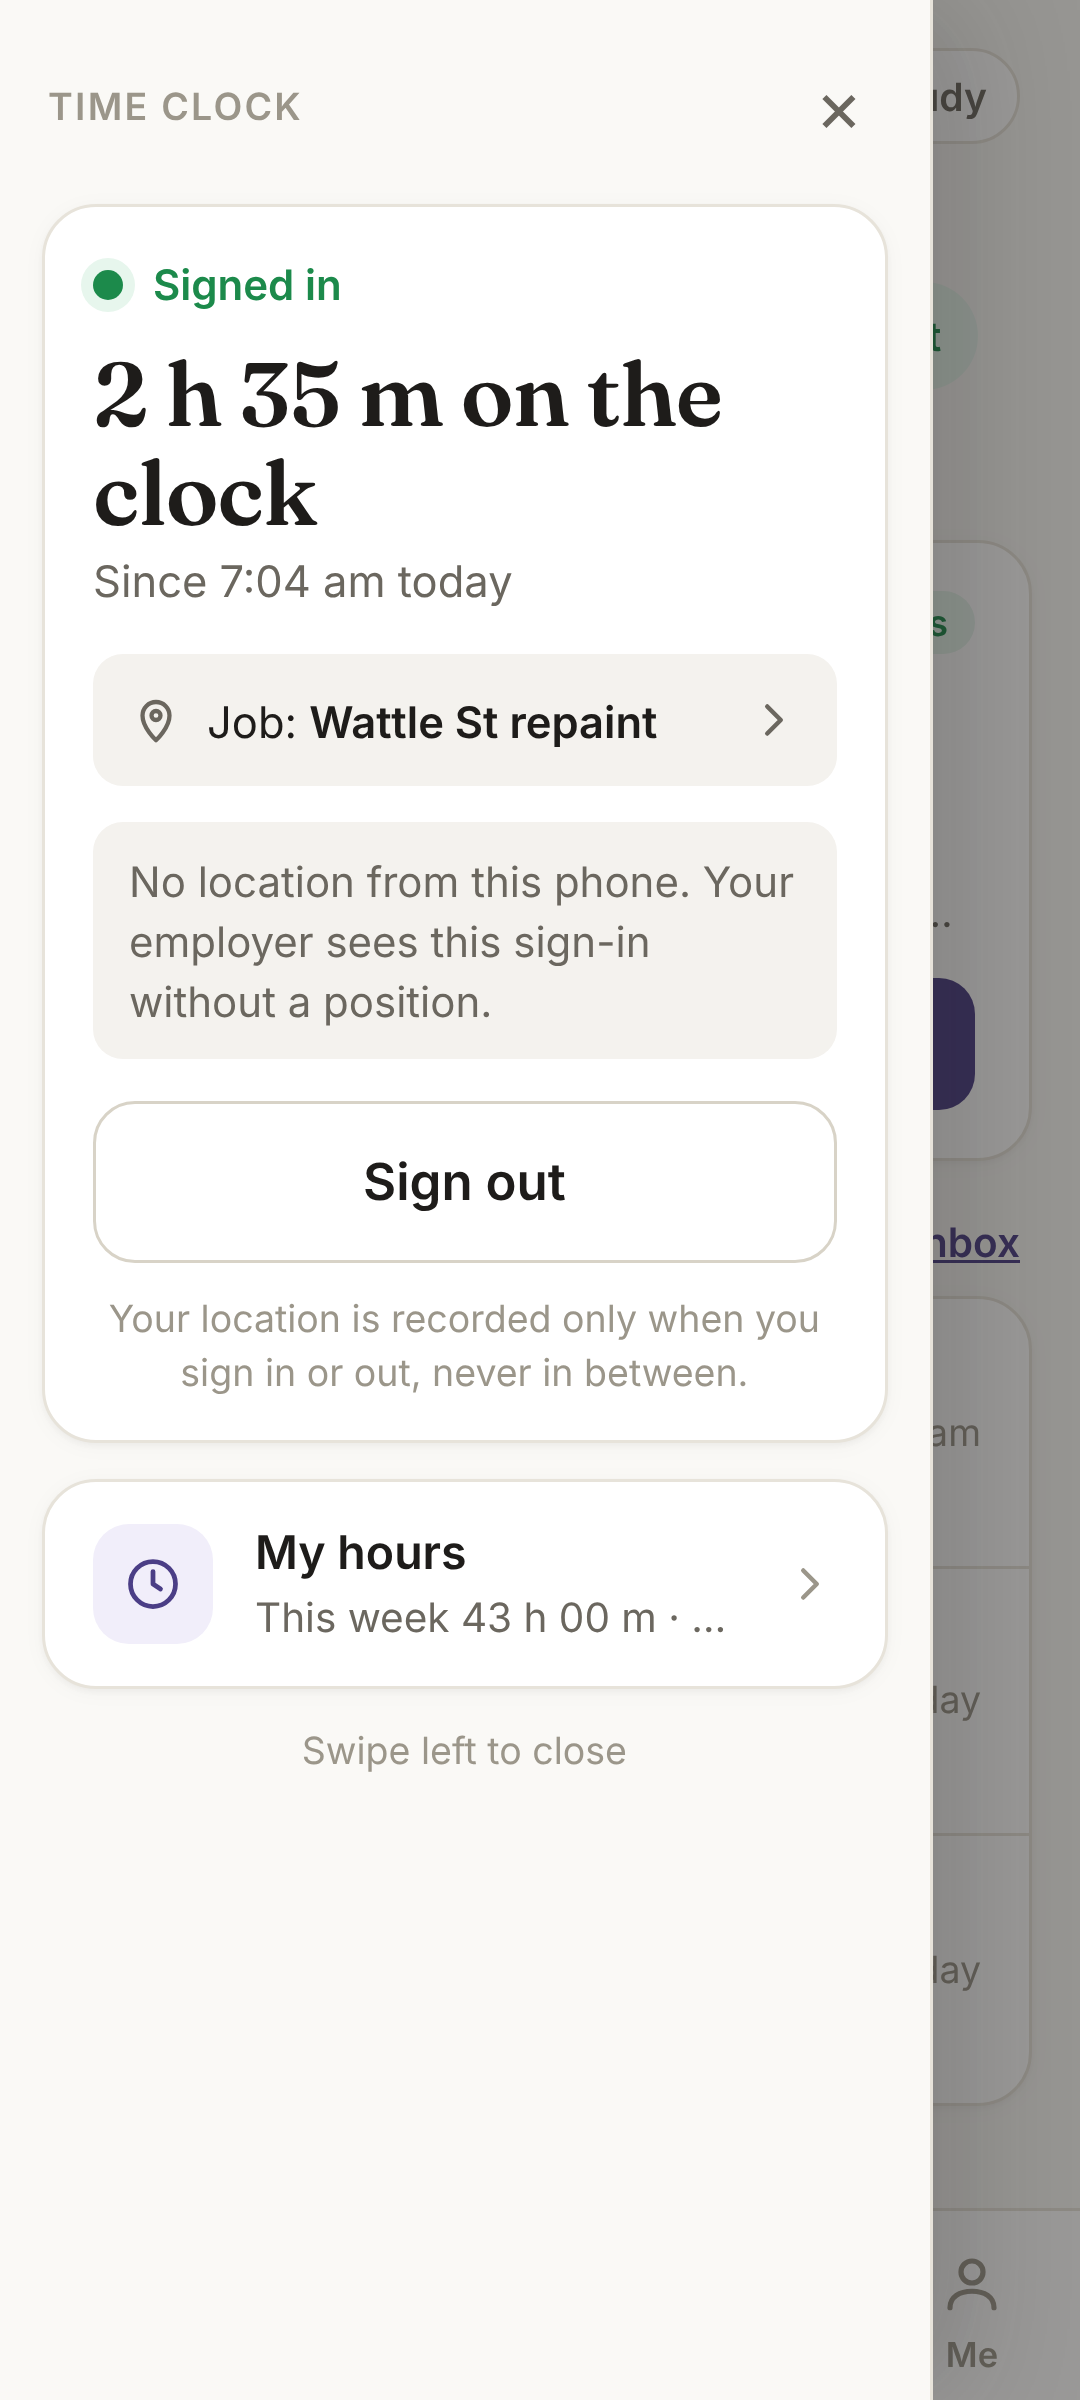 TIME CLOCK
Signed in
2 h 35 m on the
clock
Since 7:04 am today
Job: Wattle St repaint
No location from this phone. Your
employer sees this sign-in
without a position.
Sign out
Your location is recorded only when you
sign in or out, never in between.
My hours
This week 43 h 00 m · ...
Swipe left to close
Me